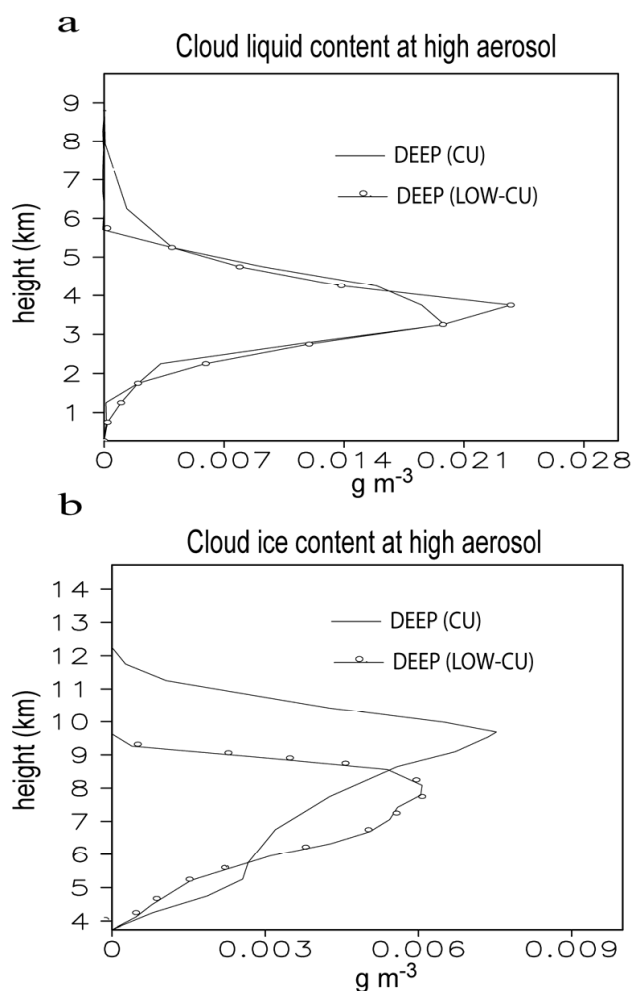 a
Cloud liquid content at high aerosol
9
8
7
6
5
4
3
2
1
height (km)
DEEP (CU)
DEEP (LOW-CU)
0 0.007 0.014 0.021 0.028
g m-3
b
Cloud ice content at high aerosol
14
13
12
11
10
9
8
7
6
5
4
height (km)
DEEP (CU)
DEEP (LOW-CU)
0 0.003 0.006 0.009
g m-3